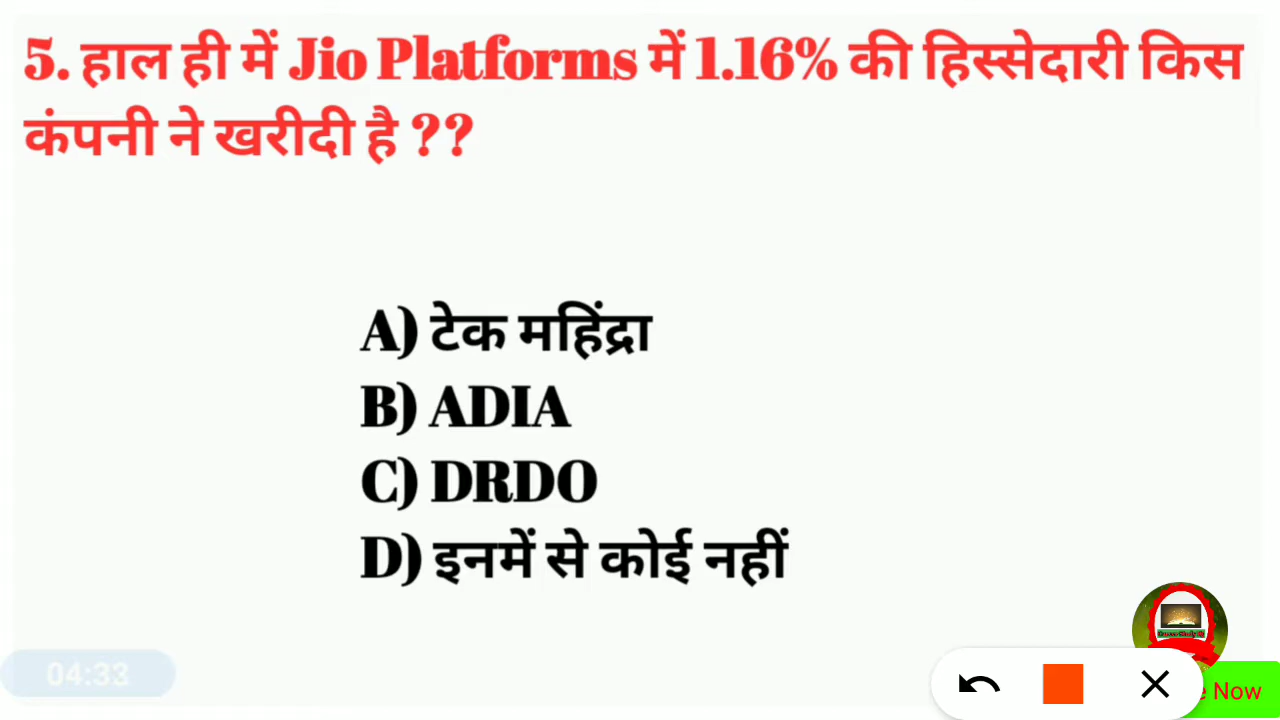 5. हाल ही में Jio Platforms में 1.16% की हिस्सेदारी किस
कंपनी ने खरीदी है ??
A) टेक महिंद्रा
B) ADIA
C) DRDO
D) इनमें से कोई नहीं
04:33
Now